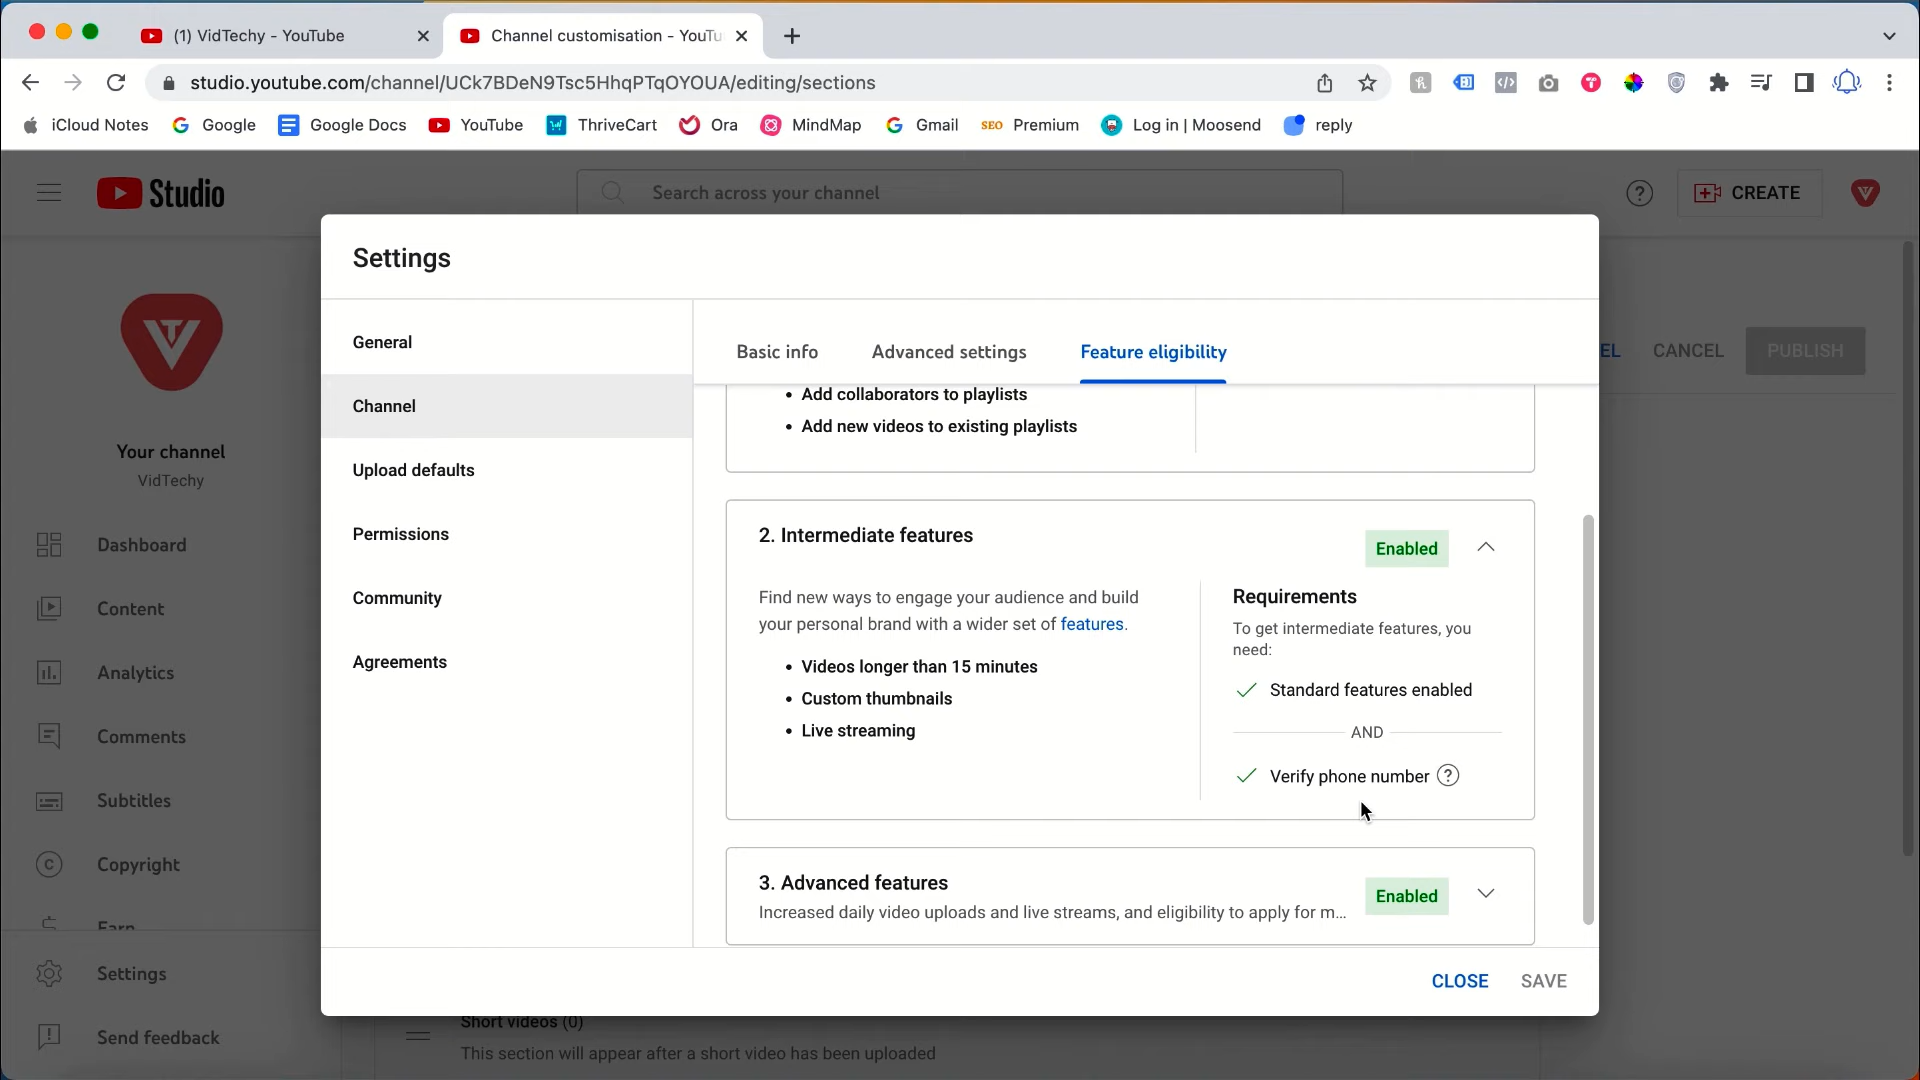 (1) VidTechy - YouTube
Channel customisation - YouTu
studio.youtube.com/channel/UCk7BDeN9Tsc5HhqPTqOYOUA/editing/sections
iCloud Notes
Google
Google Docs
YouTube
ThriveCart
Ora
MindMap
Gmail
SEO Premium
Log in | Moosend
reply
Studio
Search across your channel
CREATE
Settings
General
Channel
Upload defaults
Permissions
Community
Agreements
Basic info
Advanced settings
Feature eligibility
EL
CANCEL
PUBLISH
Your channel
VidTechy
Dashboard
Content
Analytics
Comments
Subtitles
Copyright
Earn
Settings
Send feedback
• Add collaborators to playlists
• Add new videos to existing playlists
2. Intermediate features
Enabled
Find new ways to engage your audience and build
your personal brand with a wider set of features.
• Videos longer than 15 minutes
• Custom thumbnails
• Live streaming
Requirements
To get intermediate features, you
need:
Standard features enabled
AND
Verify phone number
3. Advanced features
Increased daily video uploads and live streams, and eligibility to apply for m...
Enabled
CLOSE
SAVE
Short videos (0)
This section will appear after a short video has been uploaded